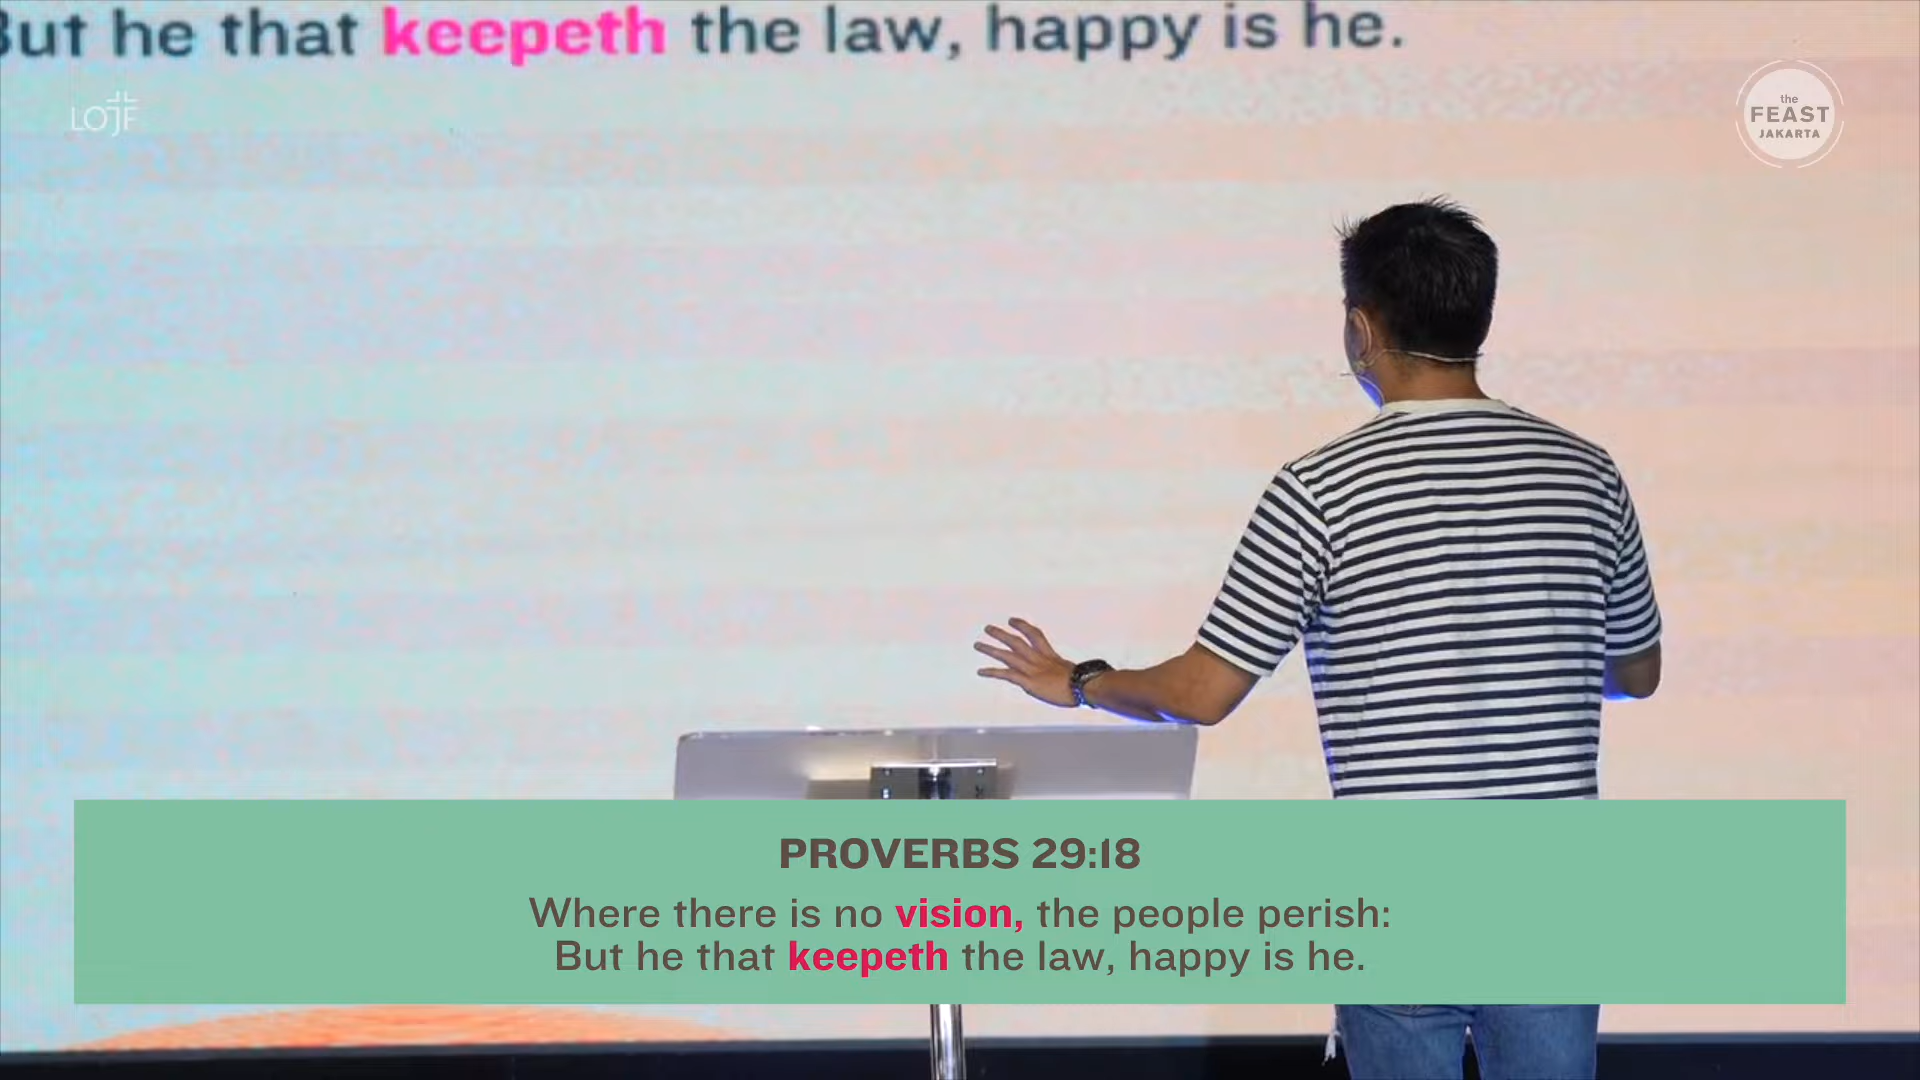 But he that keepeth the law, happy is he.
LOJF
the
FEAST
JAKARTA
PROVERBS 29:18
Where there is no vision, the people perish:
But he that keepeth the law, happy is he.